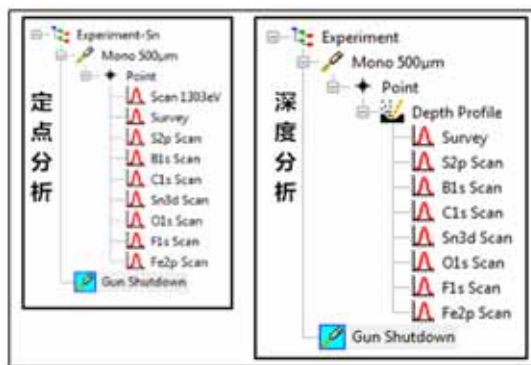 定点分析
Experiment-Sn
Mono 500µm
Point
Scan 1303eV
Survey
S2p Scan
B1s Scan
C1s Scan
Sn3d Scan
O1s Scan
F1s Scan
Fe2p Scan
Gun Shutdown
深度分析
Experiment
Mono 500µm
Point
Depth Profile
Survey
S2p Scan
B1s Scan
C1s Scan
Sn3d Scan
O1s Scan
F1s Scan
Fe2p Scan
Gun Shutdown